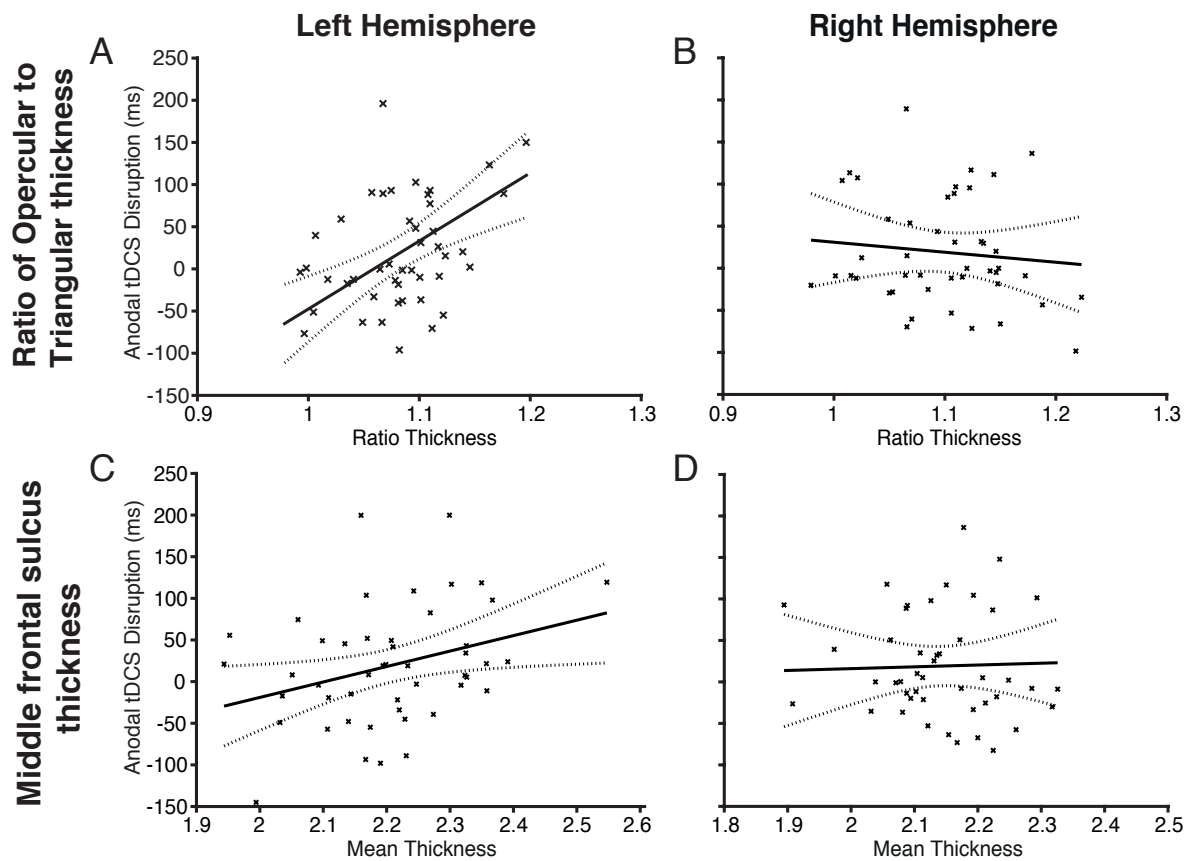 Left Hemisphere
Right Hemisphere
Ratio of Opercular to
Triangular thickness
A
Anodal tDCS Disruption (ms)
250
200
150
100
50
0
-50
-100
-150
0.9 1 1.1 1.2 1.3
Ratio Thickness
B
0.9 1 1.1 1.2 1.3
Ratio Thickness
Middle frontal sulcus
thickness
C
Anodal tDCS Disruption (ms)
250
200
150
100
50
0
-50
-100
-150
1.9 2 2.1 2.2 2.3 2.4 2.5 2.6
Mean Thickness
D
1.8 1.9 2 2.1 2.2 2.3 2.4 2.5
Mean Thickness